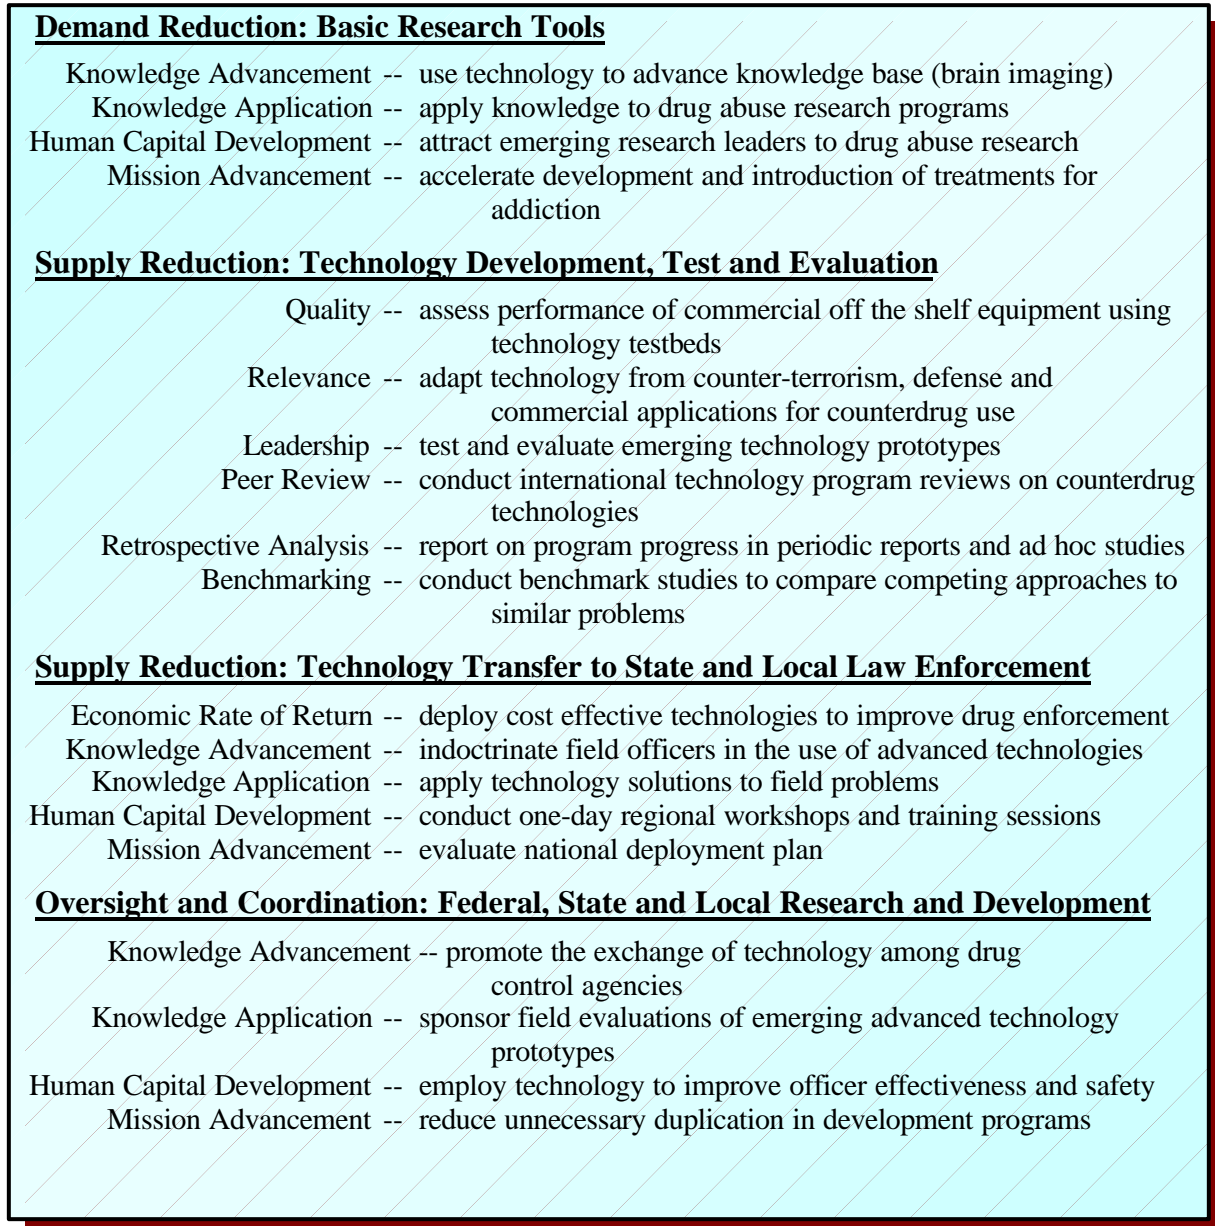 Demand Reduction: Basic Research Tools
Knowledge Advancement -- use technology to advance knowledge base (brain imaging)
Knowledge Application -- apply knowledge to drug abuse research programs
Human Capital Development -- attract emerging research leaders to drug abuse research
Mission Advancement -- accelerate development and introduction of treatments for
addiction
Supply Reduction: Technology Development, Test and Evaluation
Quality -- assess performance of commercial off the shelf equipment using
technology testbeds
Relevance -- adapt technology from counter-terrorism, defense and
commercial applications for counterdrug use
Leadership -- test and evaluate emerging technology prototypes
Peer Review -- conduct international technology program reviews on counterdrug
technologies
Retrospective Analysis -- report on program progress in periodic reports and ad hoc studies
Benchmarking -- conduct benchmark studies to compare competing approaches to
similar problems
Supply Reduction: Technology Transfer to State and Local Law Enforcement
Economic Rate of Return -- deploy cost effective technologies to improve drug enforcement
Knowledge Advancement -- indoctrinate field officers in the use of advanced technologies
Knowledge Application -- apply technology solutions to field problems
Human Capital Development -- conduct one-day regional workshops and training sessions
Mission Advancement -- evaluate national deployment plan
Oversight and Coordination: Federal, State and Local Research and Development
Knowledge Advancement -- promote the exchange of technology among drug
control agencies
Knowledge Application -- sponsor field evaluations of emerging advanced technology
prototypes
Human Capital Development -- employ technology to improve officer effectiveness and safety
Mission Advancement -- reduce unnecessary duplication in development programs